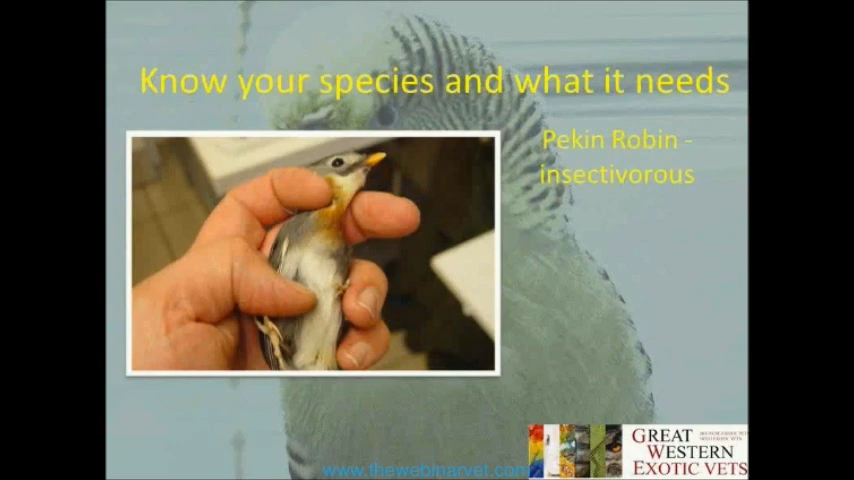 Know your species and what it needs
Pekin Robin -
insectivorous
GREAT
WESTERN
EXOTIC VETS
www.thewebinarvet.com